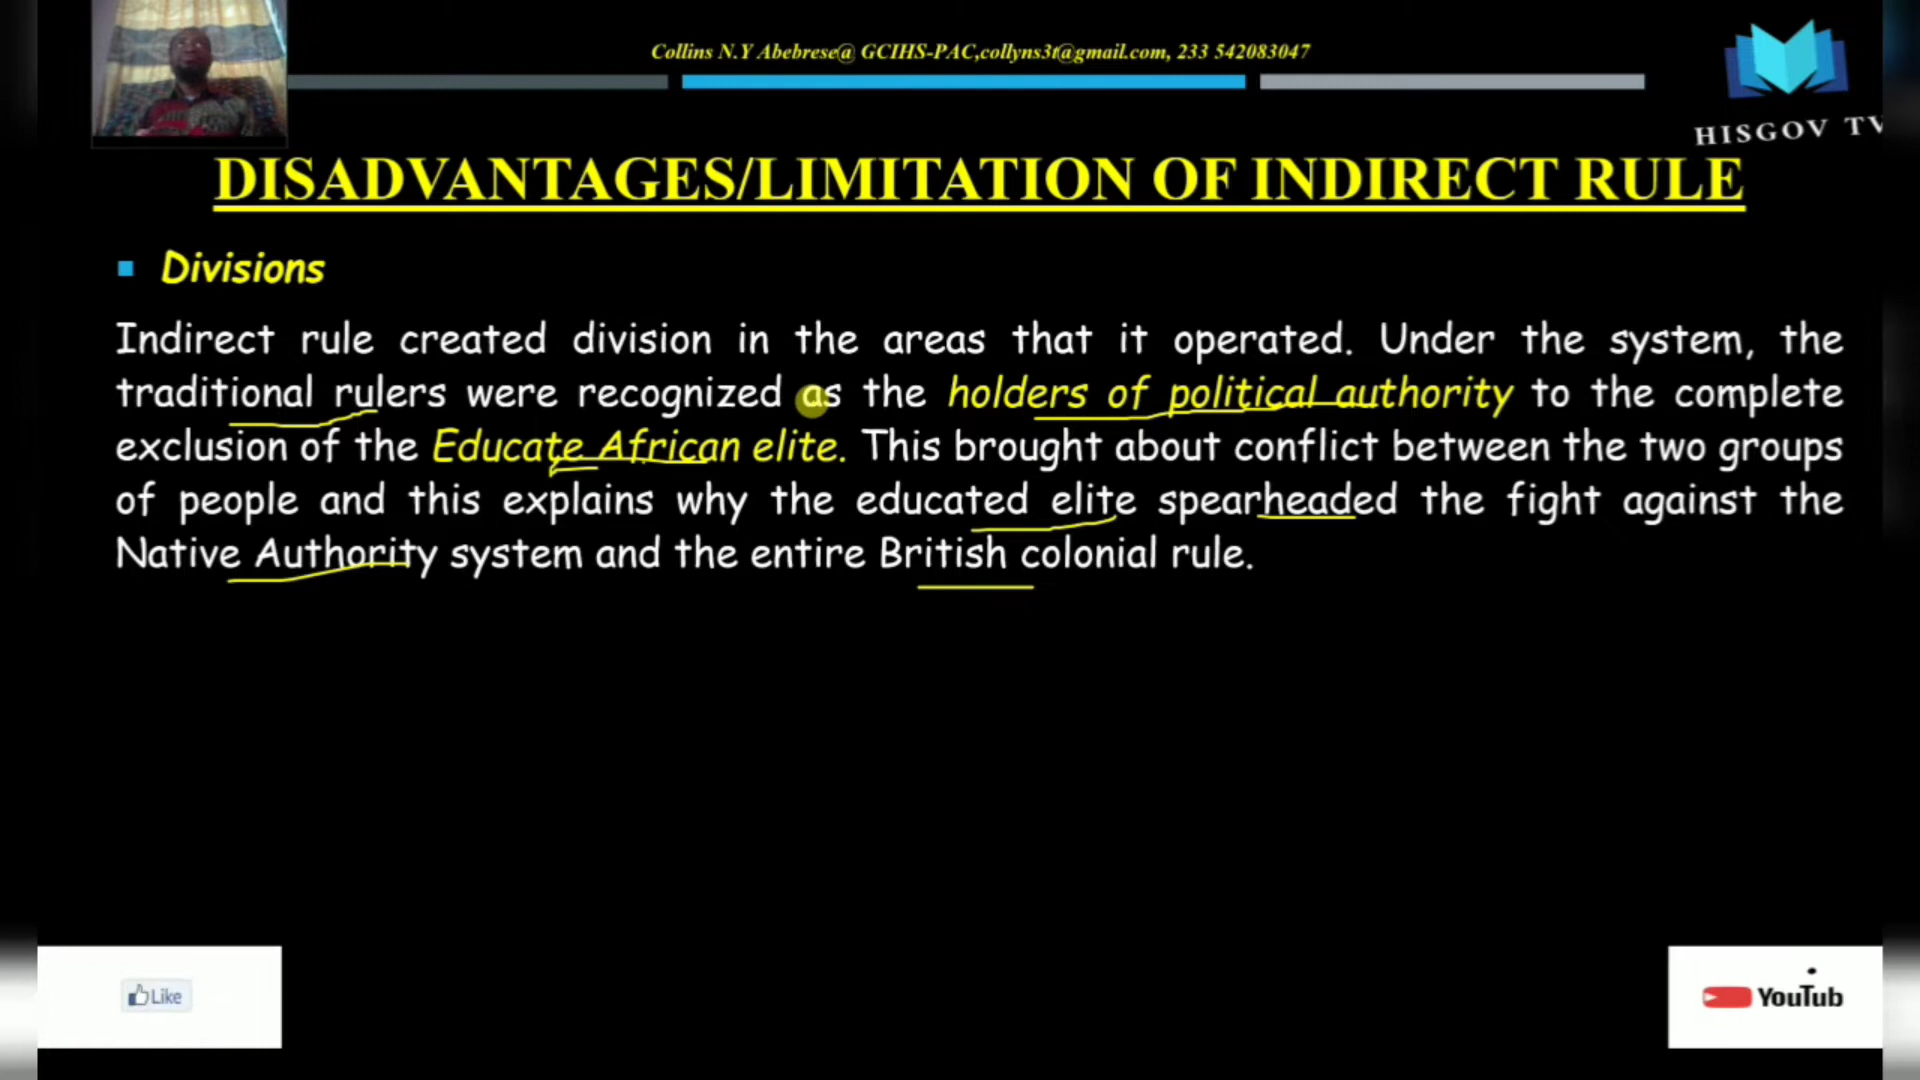 Collins N.Y Abebrese@ GCIHS-PAC,collyns3t@gmail.com, 233 542083047
HISGOV TV
DISADVANTAGES/LIMITATION OF INDIRECT RULE
Divisions
Indirect rule created division in the areas that it operated. Under the system, the
traditional rulers were recognized as the holders of political authority to the complete
exclusion of the Educate African elite. This brought about conflict between the two groups
of people and this explains why the educated elite spearheaded the fight against the
Native Authority system and the entire British colonial rule.
Like
YouTub